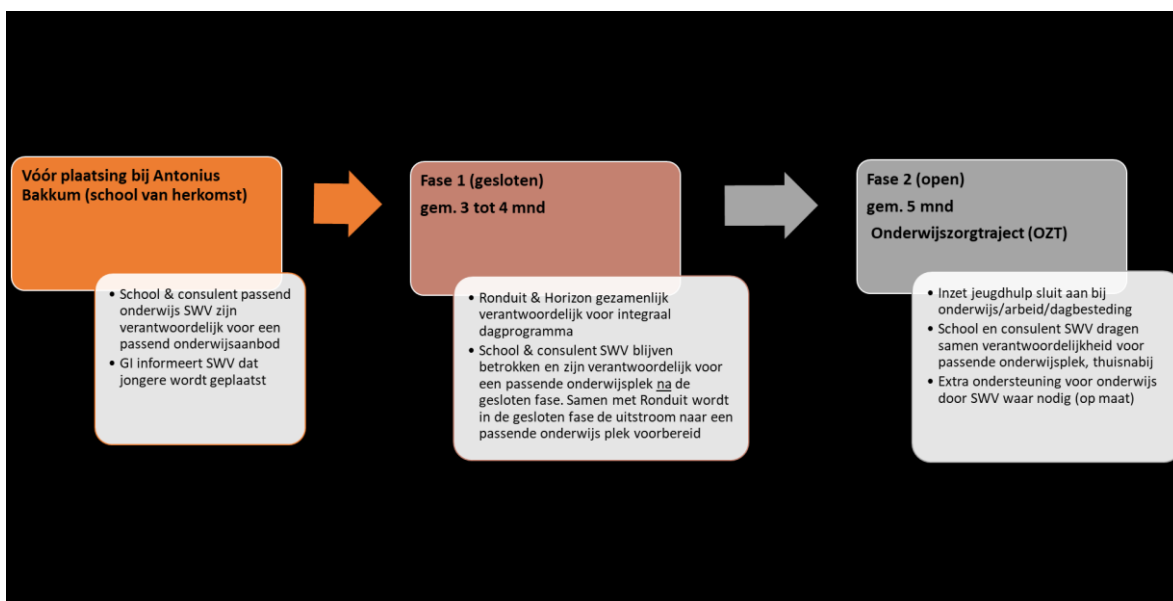 Vóór plaatsing bij Antonius
Bakkum (school van herkomst)
• School & consulent passend
onderwijs SWV zijn
verantwoordelijk voor een
passend onderwijsaanbod
• GI informeert SWV dat
jongere wordt geplaatst
Fase 1 (gesloten)
gem. 3 tot 4 mnd
• Ronduit & Horizon gezamenlijk
verantwoordelijk voor integraal
dagprogramma
• School & consulent SWV blijven
betrokken en zijn verantwoordelijk voor
een passende onderwijsplek na de
gesloten fase. Samen met Ronduit wordt
in de gesloten fase de uitstroom naar een
passende onderwijs plek voorbereid
Fase 2 (open)
gem. 5 mnd
Onderwijszorgtraject (OZT)
• Inzet jeugdhulp sluit aan bij
onderwijs/arbeid/dagbesteding
• School en consulent SWV dragen
samen verantwoordelijkheid voor
passende onderwijsplek, thuisnabij
• Extra ondersteuning voor onderwijs
door SWV waar nodig (op maat)